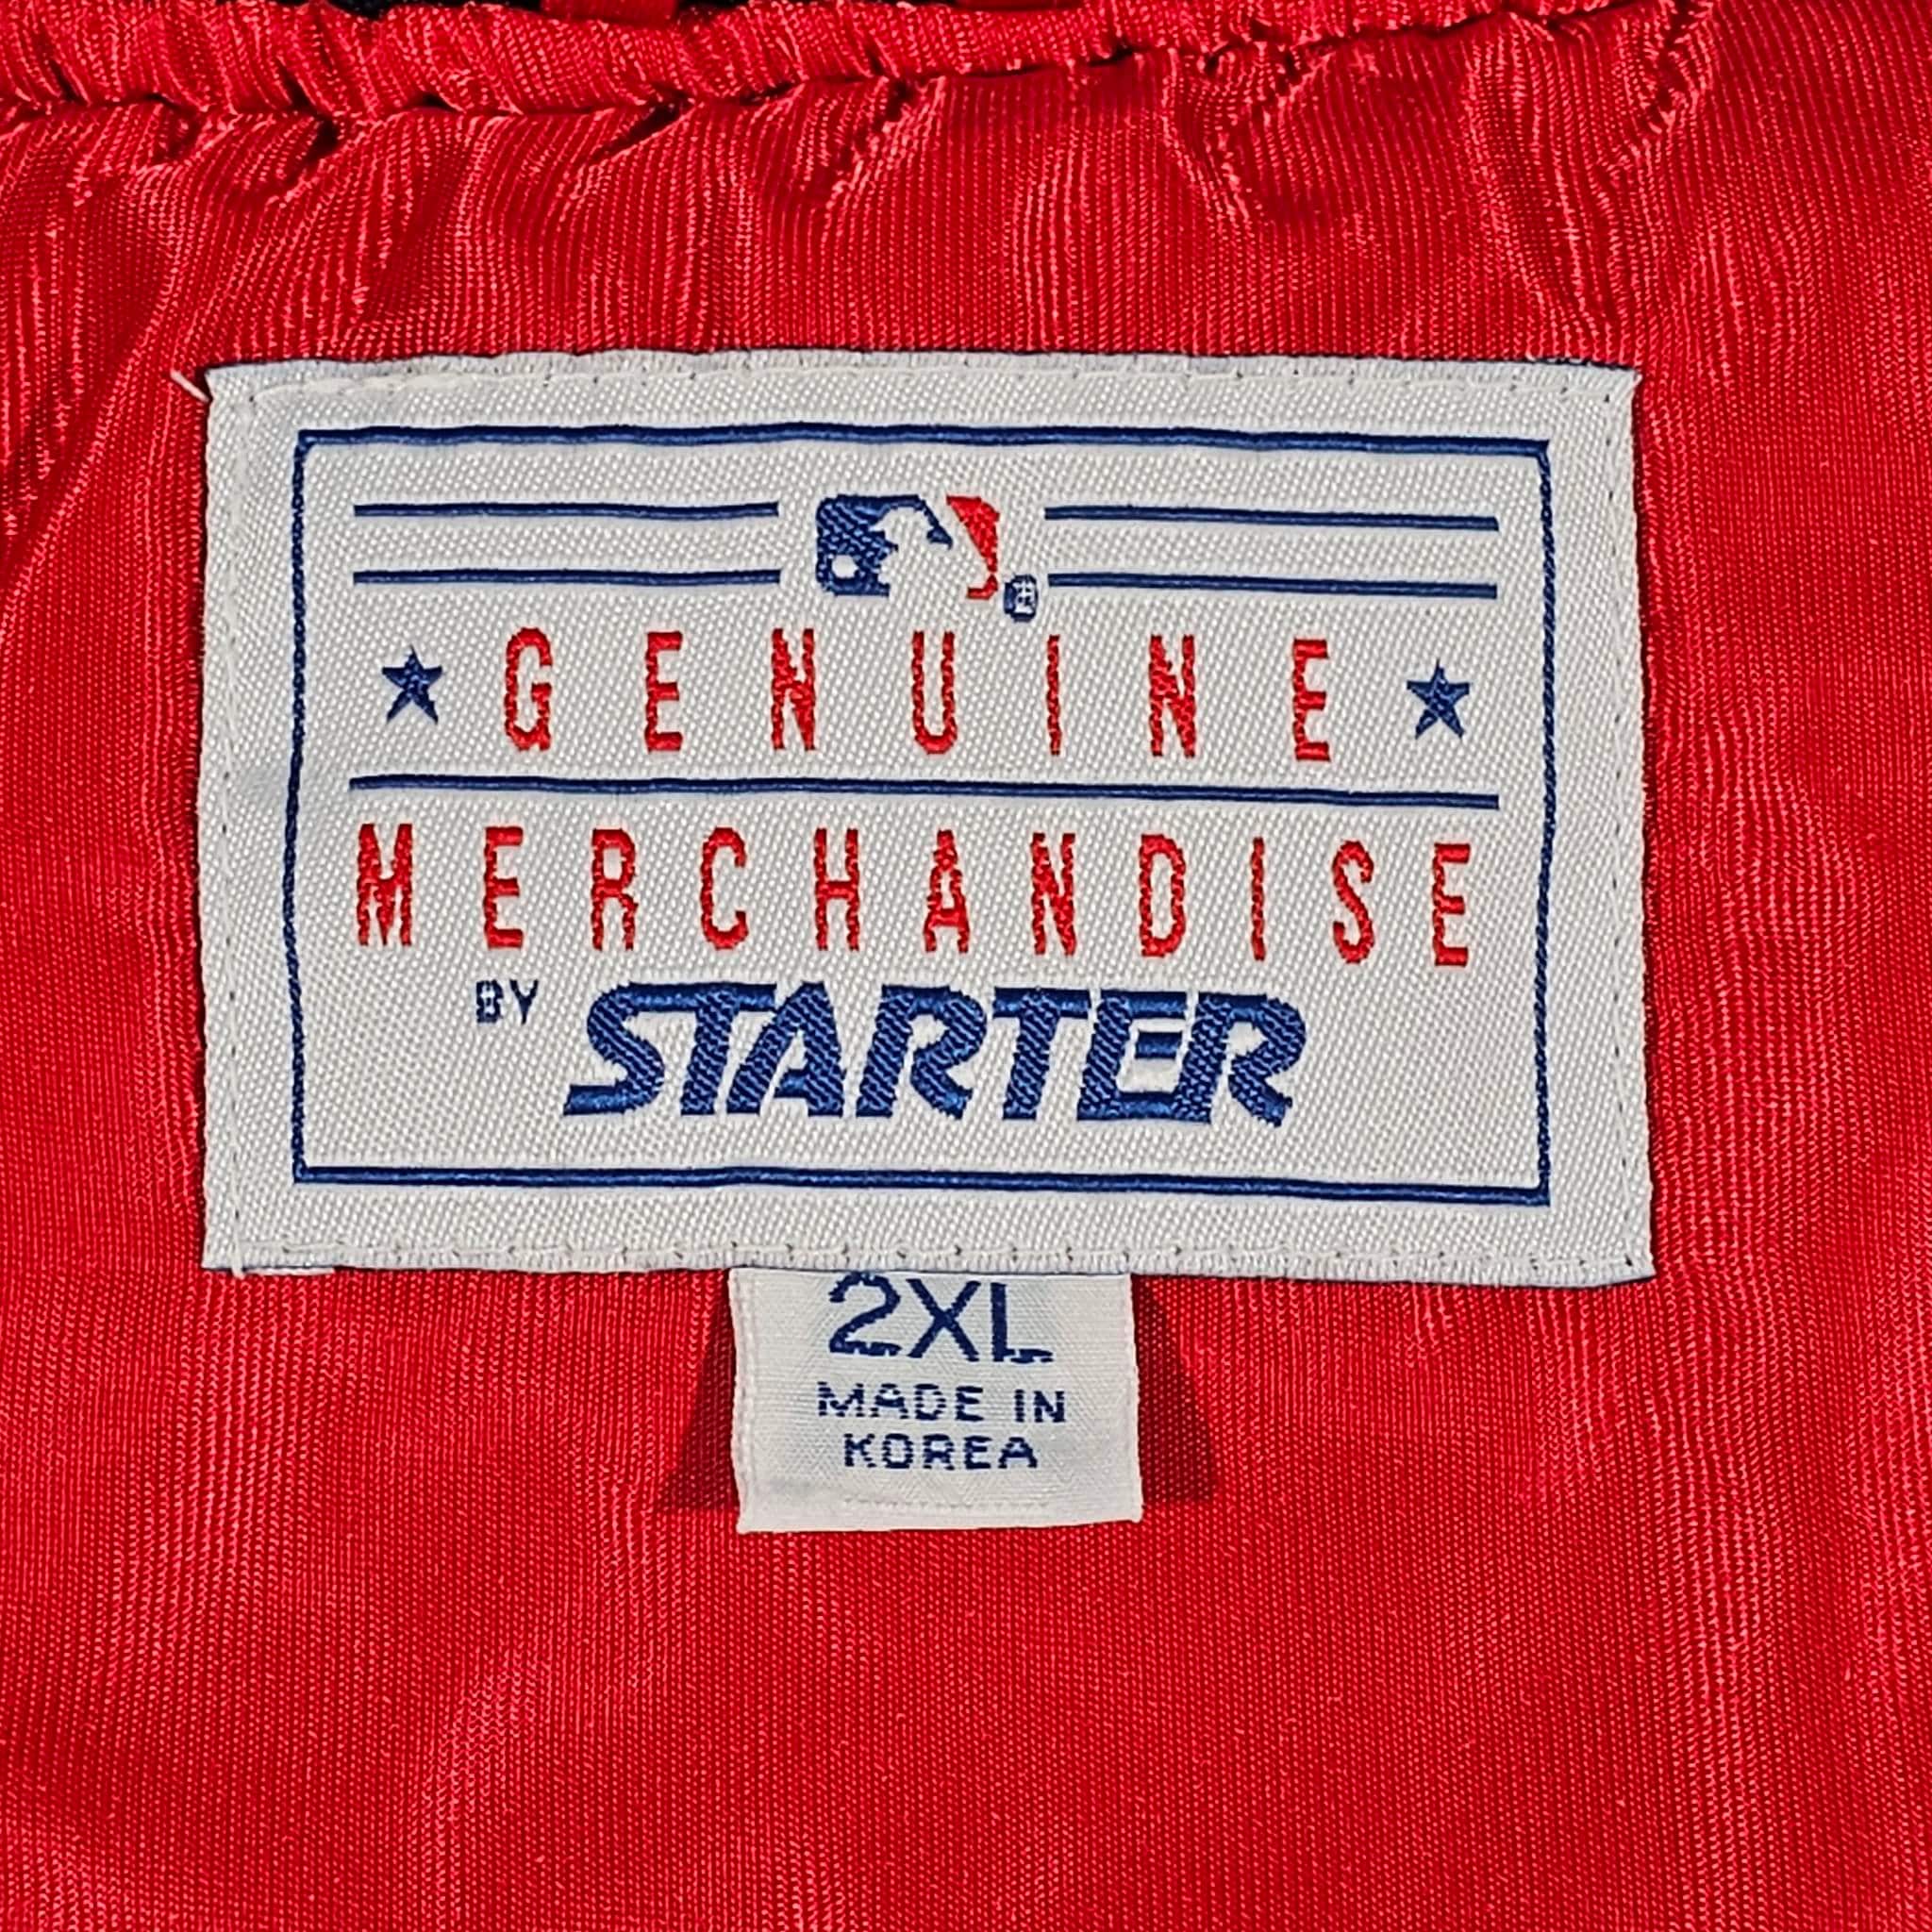 GENUINE
MERCHANDISE
BY STARTER
2XL
MADE IN
KOREA